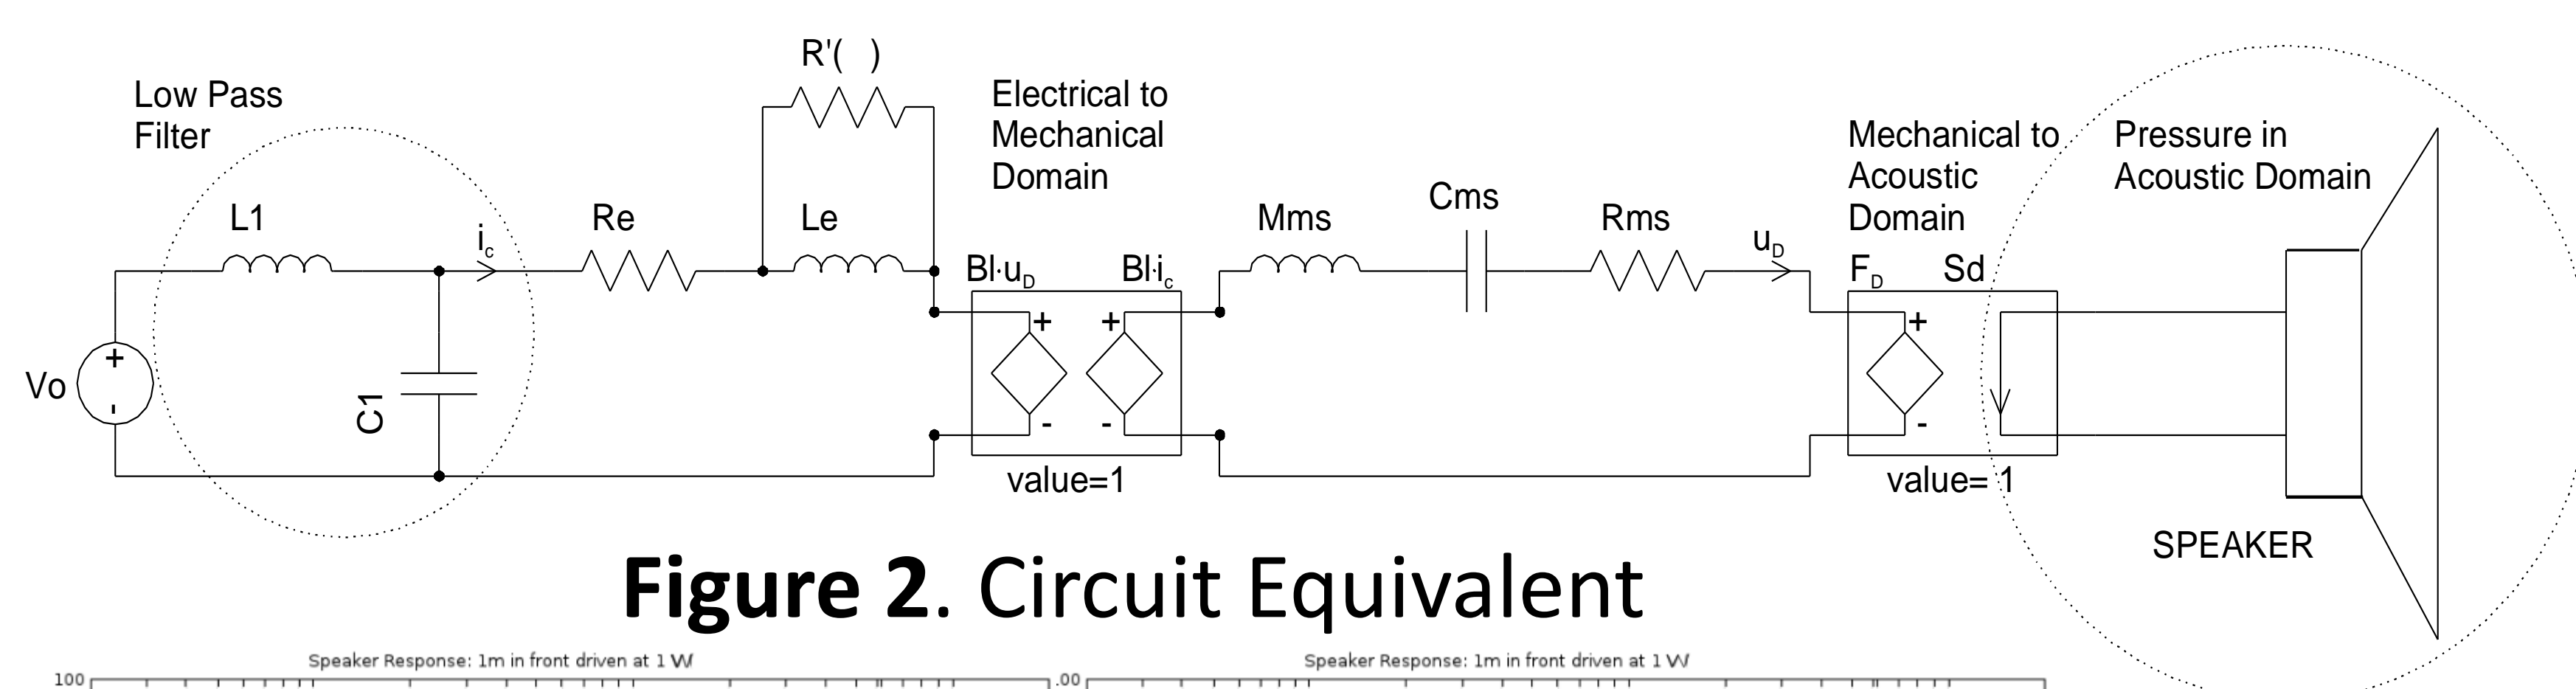 R'( )
Low Pass
Filter
Electrical to
Mechanical
Domain
Mechanical to
Acoustic
Domain
Pressure in
Acoustic Domain
L1
ic
Re
Le
Mms
Cms
Rms
uD
Bl·uD
Bl·ic
FD
Sd
+
+
+
+
Vo
-
C1
-
-
-
value=1
value= 1
SPEAKER
Figure 2. Circuit Equivalent
Speaker Response: 1m in front driven at 1 W
Speaker Response: 1m in front driven at 1 W
100
.00